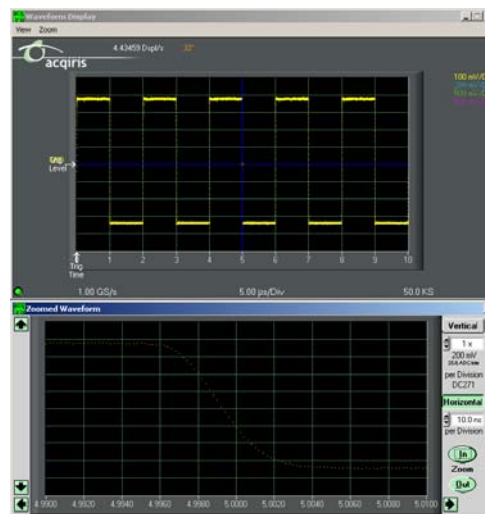 Waveform Display
View Zoom
4.43459 Dspl/s 32°
acqiris
100 mV/D
Level
1 2 3 4 5 6 7 8 9 10
Trig
Time
1.00 GS/s 5.00 µs/Div 50.0 KS
Zoomed Waveform
Vertical
1 x
200 mV
per Division
DC271
Horizontal
10.0 ns
per Division
In
Zoom
Out
4.9900 4.9920 4.9940 4.9960 4.9980 5.0000 5.0020 5.0040 5.0060 5.0080 5.0100